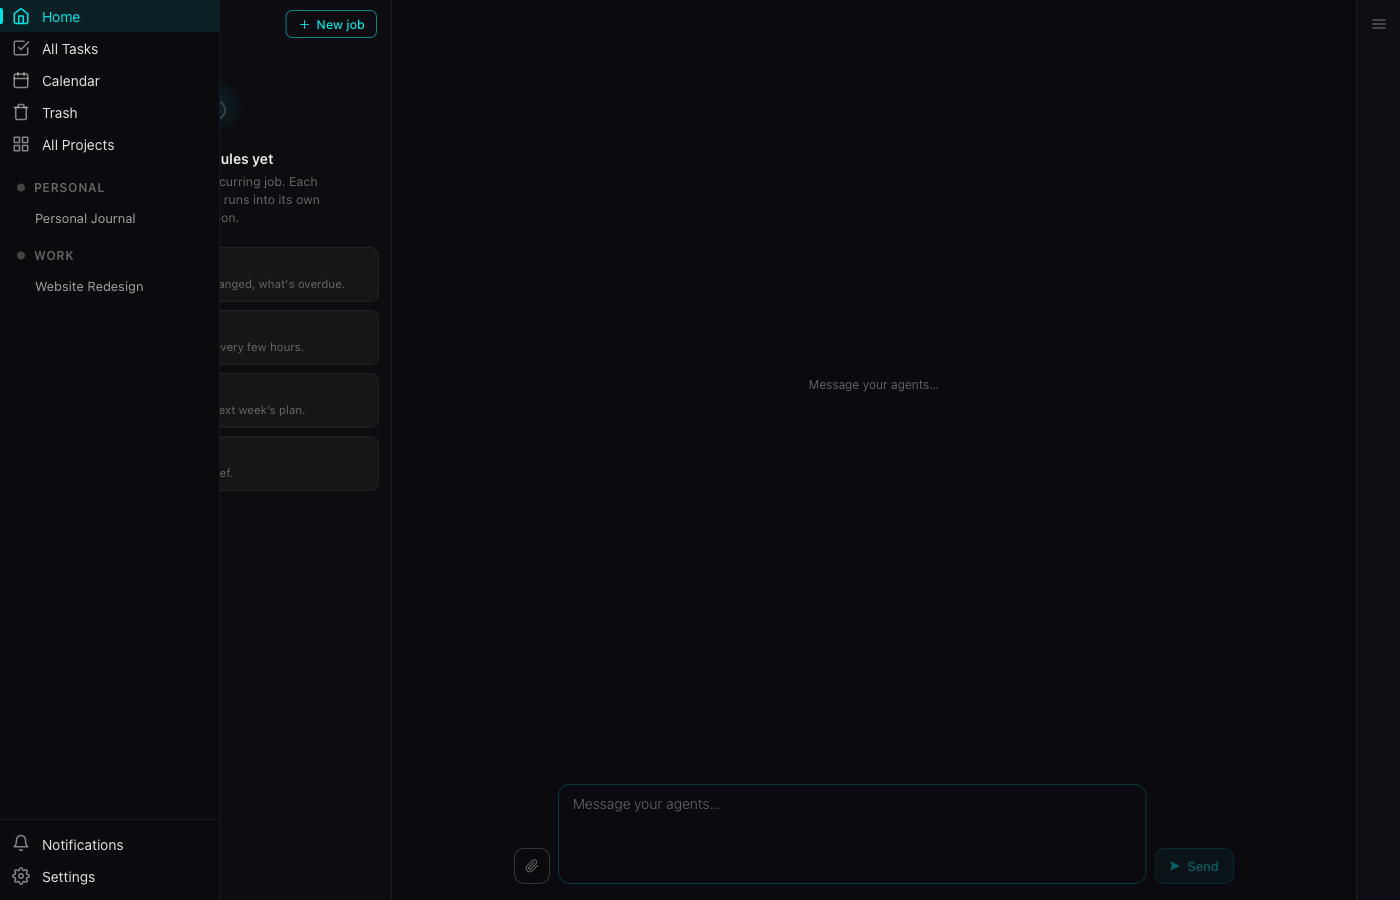 Home
All Tasks
Calendar
Trash
All Projects
PERSONAL
Personal Journal
WORK
Website Redesign
Notifications
Settings
New job
ules yet
curring job. Each
runs into its own
on.
anged, what's overdue.
very few hours.
ext week's plan.
ef.
Message your agents...
Message your agents...
Send